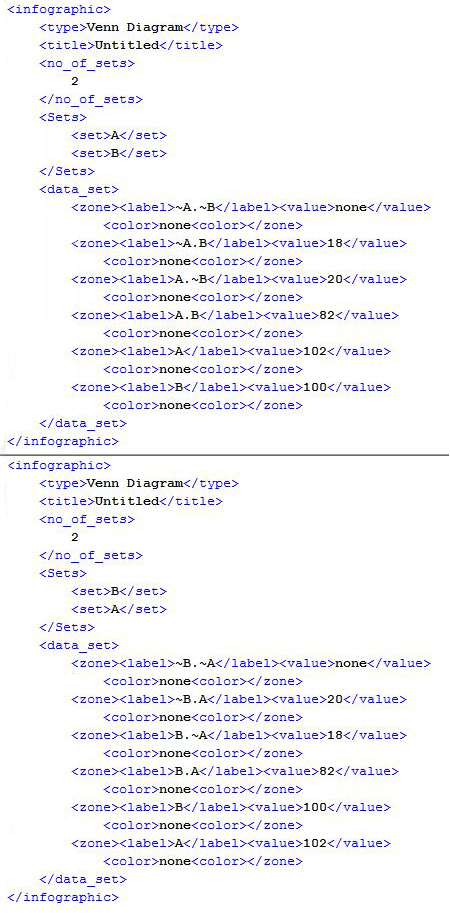 <infographic>
<type>Venn Diagram</type>
<title>Untitled</title>
<no_of_sets>
2
</no_of_sets>
<Sets>
<set>A</set>
<set>B</set>
</Sets>
<data_set>
<zone><label>~A.~B</label><value>none</value>
<color>none<color></zone>
<zone><label>~A.B</label><value>18</value>
<color>none<color></zone>
<zone><label>A.~B</label><value>20</value>
<color>none<color></zone>
<zone><label>A.B</label><value>82</value>
<color>none<color></zone>
<zone><label>A</label><value>102</value>
<color>none<color></zone>
<zone><label>B</label><value>100</value>
<color>none<color></zone>
</data_set>
</infographic>
<infographic>
<type>Venn Diagram</type>
<title>Untitled</title>
<no_of_sets>
2
</no_of_sets>
<Sets>
<set>B</set>
<set>A</set>
</Sets>
<data_set>
<zone><label>~B.~A</label><value>none</value>
<color>none<color></zone>
<zone><label>~B.A</label><value>20</value>
<color>none<color></zone>
<zone><label>B.~A</label><value>18</value>
<color>none<color></zone>
<zone><label>B.A</label><value>82</value>
<color>none<color></zone>
<zone><label>B</label><value>100</value>
<color>none<color></zone>
<zone><label>A</label><value>102</value>
<color>none<color></zone>
</data_set>
</infographic>